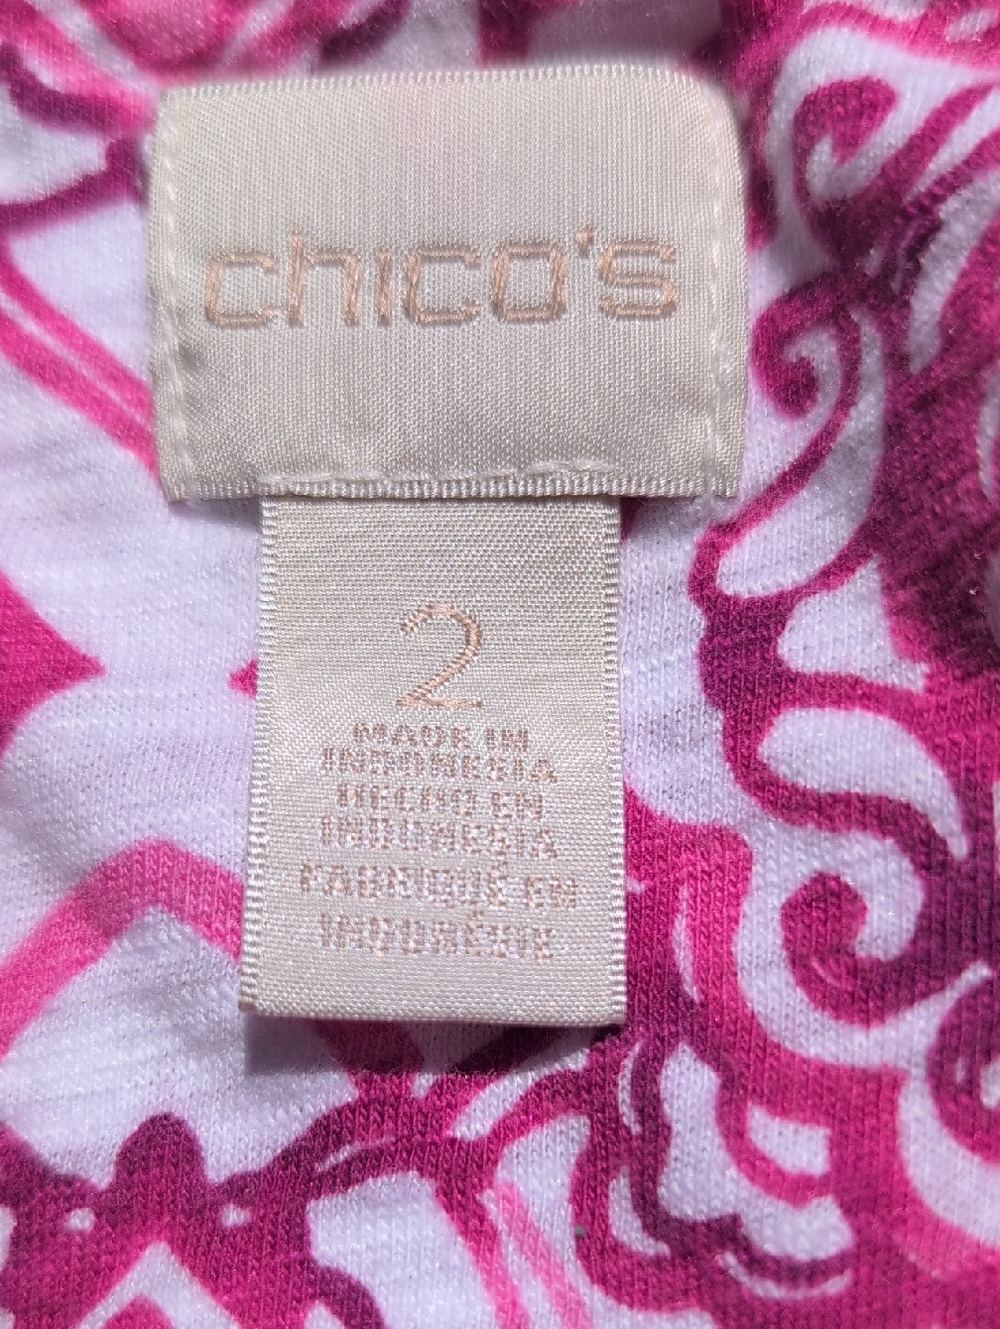 chico's
2
MADE IN
INDONESIA
HECHO EN
INDONESIA
FABRIQUÉ EN
INDONÉSIE